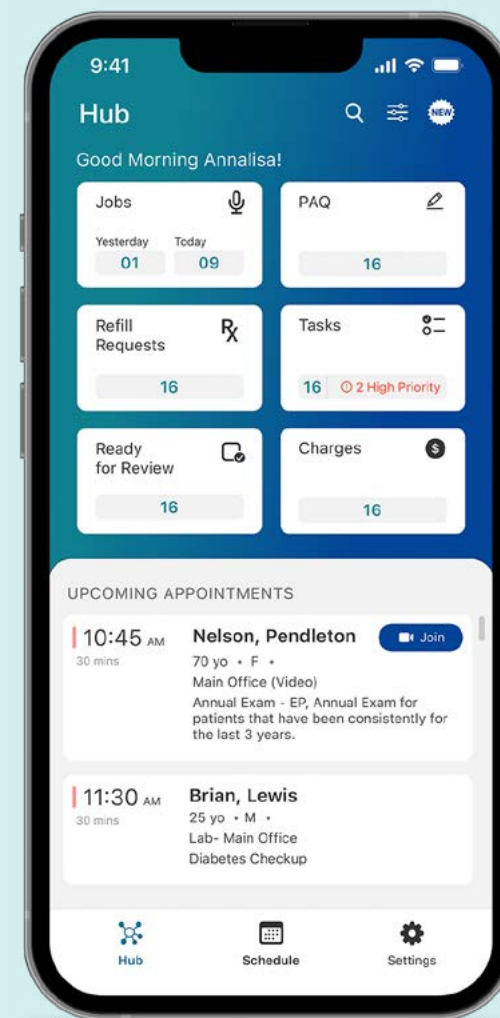 9:41
Hub
NEW
Good Morning Annalisa!
Jobs
Yesterday Today
01 09
PAQ
16
Refill
Requests
Rx
16
Tasks
16 2 High Priority
Ready
for Review
16
Charges
$
16
UPCOMING APPOINTMENTS
10:45 AM
30 mins
Nelson, Pendleton
Join
70 yo • F •
Main Office (Video)
Annual Exam - EP, Annual Exam for
patients that have been consistently for
the last 3 years.
11:30 AM
30 mins
Brian, Lewis
25 yo • M •
Lab- Main Office
Diabetes Checkup
Hub
Schedule
Settings